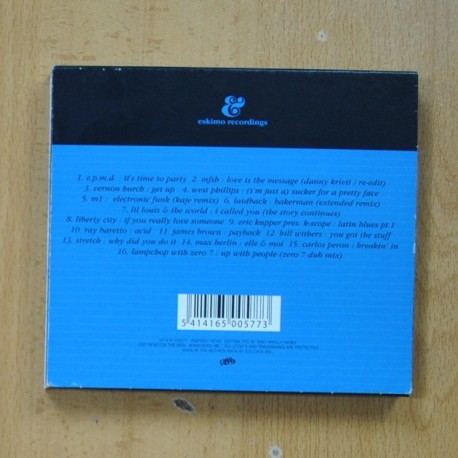 &
eskimo recordings
1. e.p.m.d. : it's time to party 2. mfsb : love is the message (danny krivit / re-edit)
3. vernon burch : get up 4. west phillips : (i'm just a) sucker for a pretty face
5. m1 : electronic funk (kaje remix) 6. laidback : bakerman (extended remix)
7. lil louis & the world : i called you (the story continues)
8. liberty city : if you really love someone 9. eric kupper pres. k-scope : latin blues pt.1
10. ray baretto : acid 11. james brown : payback 12. bill withers : you got the stuff
13. stretch : why did you do it 14. max berlin : elle & moi 15. carlos peron : breakin' in
16. lampchop with zero 7 : up with people (zero 7 dub mix)
5 414165 005773